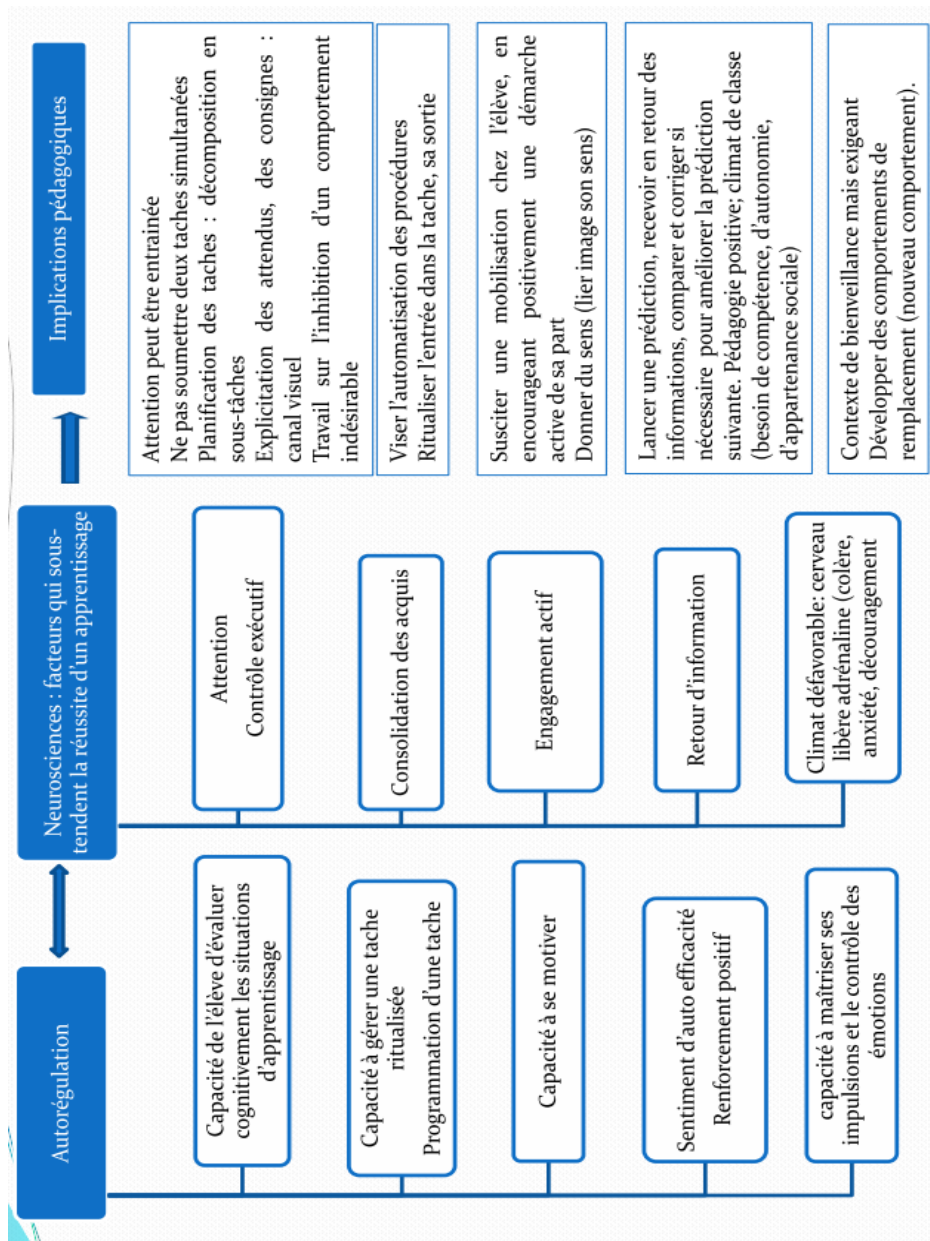 Autorégulation
Neurosciences : facteurs qui sous-
tendent la réussite d'un apprentissage
Implications pédagogiques
Capacité de l'élève d'évaluer
cognitivement les situations
d'apprentissage
Attention
Contrôle exécutif
Attention peut être entrainée
Ne pas soumettre deux taches simultanées
Planification des taches : décomposition en
sous-tâches
Explicitation des attendus, des consignes :
canal visuel
Travail sur l'inhibition d'un comportement
indésirable
Capacité à gérer une tache
ritualisée
Programmation d'une tache
Consolidation des acquis
Viser l'automatisation des procédures
Ritualiser l'entrée dans la tache, sa sortie
Capacité à se motiver
Engagement actif
Susciter une mobilisation chez l'élève, en
encourageant positivement une démarche
active de sa part
Donner du sens (lier image son sens)
Sentiment d'auto efficacité
Renforcement positif
Retour d'information
Lancer une prédiction, recevoir en retour des
informations, comparer et corriger si
nécessaire pour améliorer la prédiction
suivante. Pédagogie positive; climat de classe
(besoin de compétence, d'autonomie,
d'appartenance sociale)
capacité à maîtriser ses
impulsions et le contrôle des
émotions
Climat défavorable: cerveau
libère adrénaline (colère,
anxiété, découragement
Contexte de bienveillance mais exigeant
Développer des comportements de
remplacement (nouveau comportement).